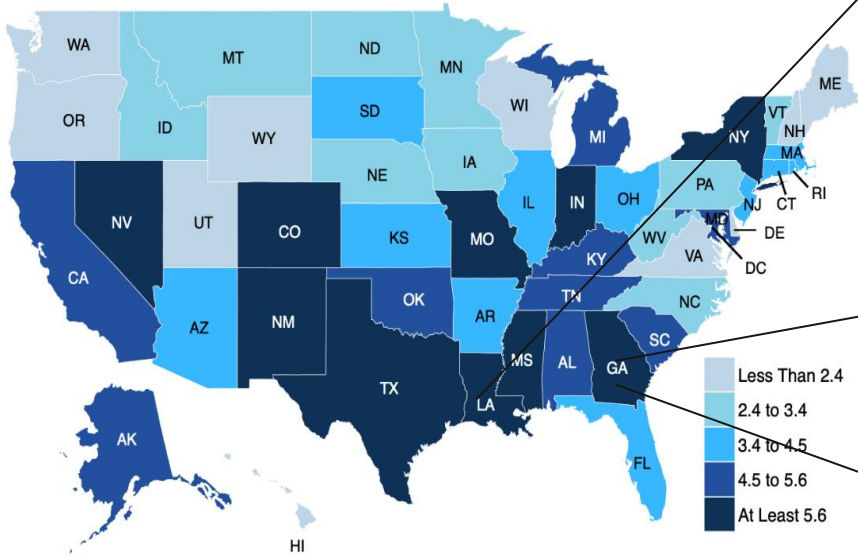 WA
MT
ND
MN
ME
OR
ID
SD
WI
MI
VT
NH
NY
MA
WY
IA
NE
PA
RI
CT
NJ
NV
UT
CO
IL
IN
OH
MD
DE
CA
KS
MO
WV
VA
DC
KY
AZ
NM
OK
AR
TN
NC
SC
TX
LA
MS
AL
GA
AK
FL
HI
Less Than 2.4
2.4 to 3.4
3.4 to 4.5
4.5 to 5.6
At Least 5.6